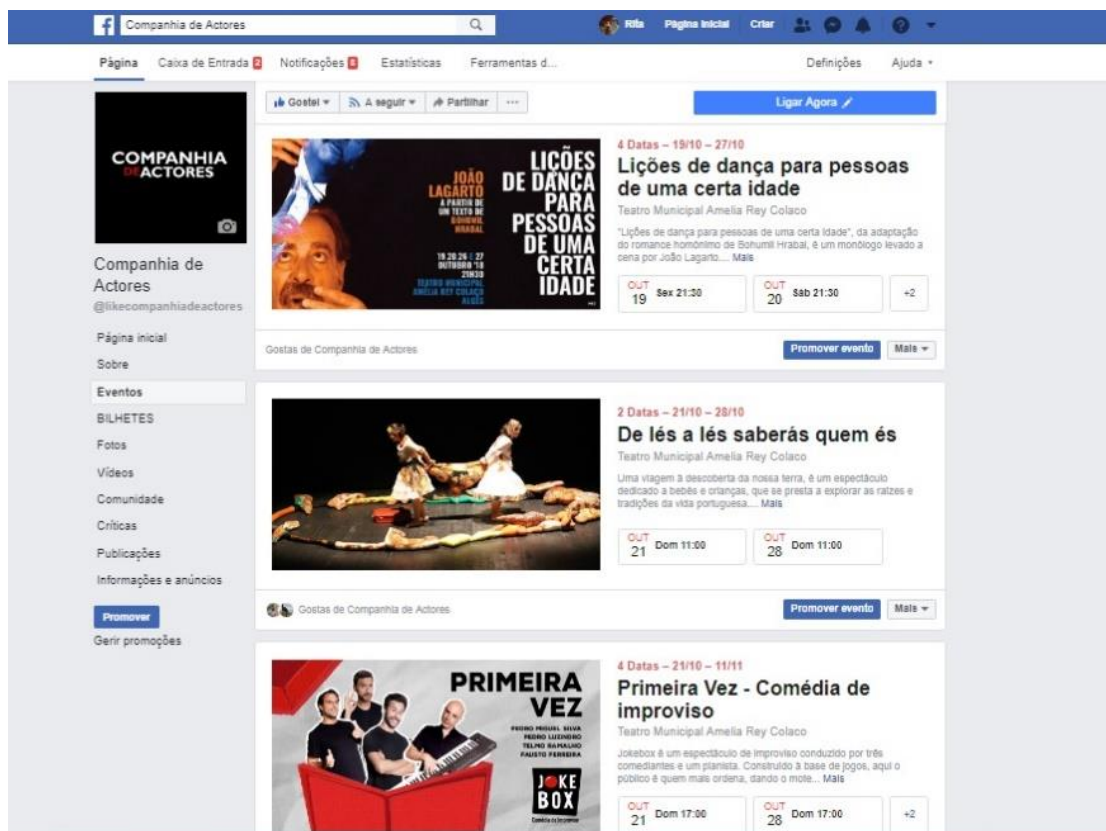 Companhia de Actores
Rita Página Inicial Criar
Página Caixa de Entrada 2 Notificações 8 Estatísticas Ferramentas d... Definições Ajuda
COMPANHIA
DE ACTORES
Companhia de
Actores
@likecompanhiadeactores
Página inicial
Sobre
Eventos
BILHETES
Fotos
Vídeos
Comunidade
Críticas
Publicações
Informações e anúncios
Promover
Gerir promoções
Gostei A seguir Partilhar ... Ligar Agora
JOÃO
LAGARTO
A PARTIR DE
UM TEXTO DE
BOHUMIL
HRABAL
19.20.26 E 27
OUTUBRO '18
21H30
TEATRO MUNICIPAL
AMÉLIA REY COLAÇO
ALGÉS
LIÇÕES
DE DANÇA
PARA
PESSOAS
DE UMA
CERTA
IDADE
4 Datas – 19/10 – 27/10
Lições de dança para pessoas
de uma certa idade
Teatro Municipal Amelia Rey Colaco
"Lições de dança para pessoas de uma certa idade", da adaptação
do romance homónimo de Bohumil Hrabal, é um monólogo levado a
cena por João Lagarto.... Mais
OUT
19 Sex 21:30
OUT
20 Sáb 21:30
+2
Gostas de Companhia de Actores
Promover evento Mais
2 Datas – 21/10 – 28/10
De lés a lés saberás quem és
Teatro Municipal Amelia Rey Colaco
Uma viagem à descoberta da nossa terra, é um espectáculo
dedicado a bebés e crianças, que se presta a explorar as raízes e
tradições da vida portuguesa.... Mais
OUT
21 Dom 11:00
OUT
28 Dom 11:00
Gostas de Companhia de Actores
Promover evento Mais
PRIMEIRA
VEZ
PEDRO MIGUEL SILVA
PEDRO LUZINDRO
TELMO RAMALHO
FAUSTO FERREIRA
JOKE
BOX
Comédia de Improviso
4 Datas – 21/10 – 11/11
Primeira Vez - Comédia de
improviso
Teatro Municipal Amelia Rey Colaco
Jokebox é um espectáculo de improviso conduzido por três
comediantes e um pianista. Construído à base de jogos, aqui o
público é quem mais ordena, dando o mote... Mais
OUT
21 Dom 17:00
OUT
28 Dom 17:00
+2